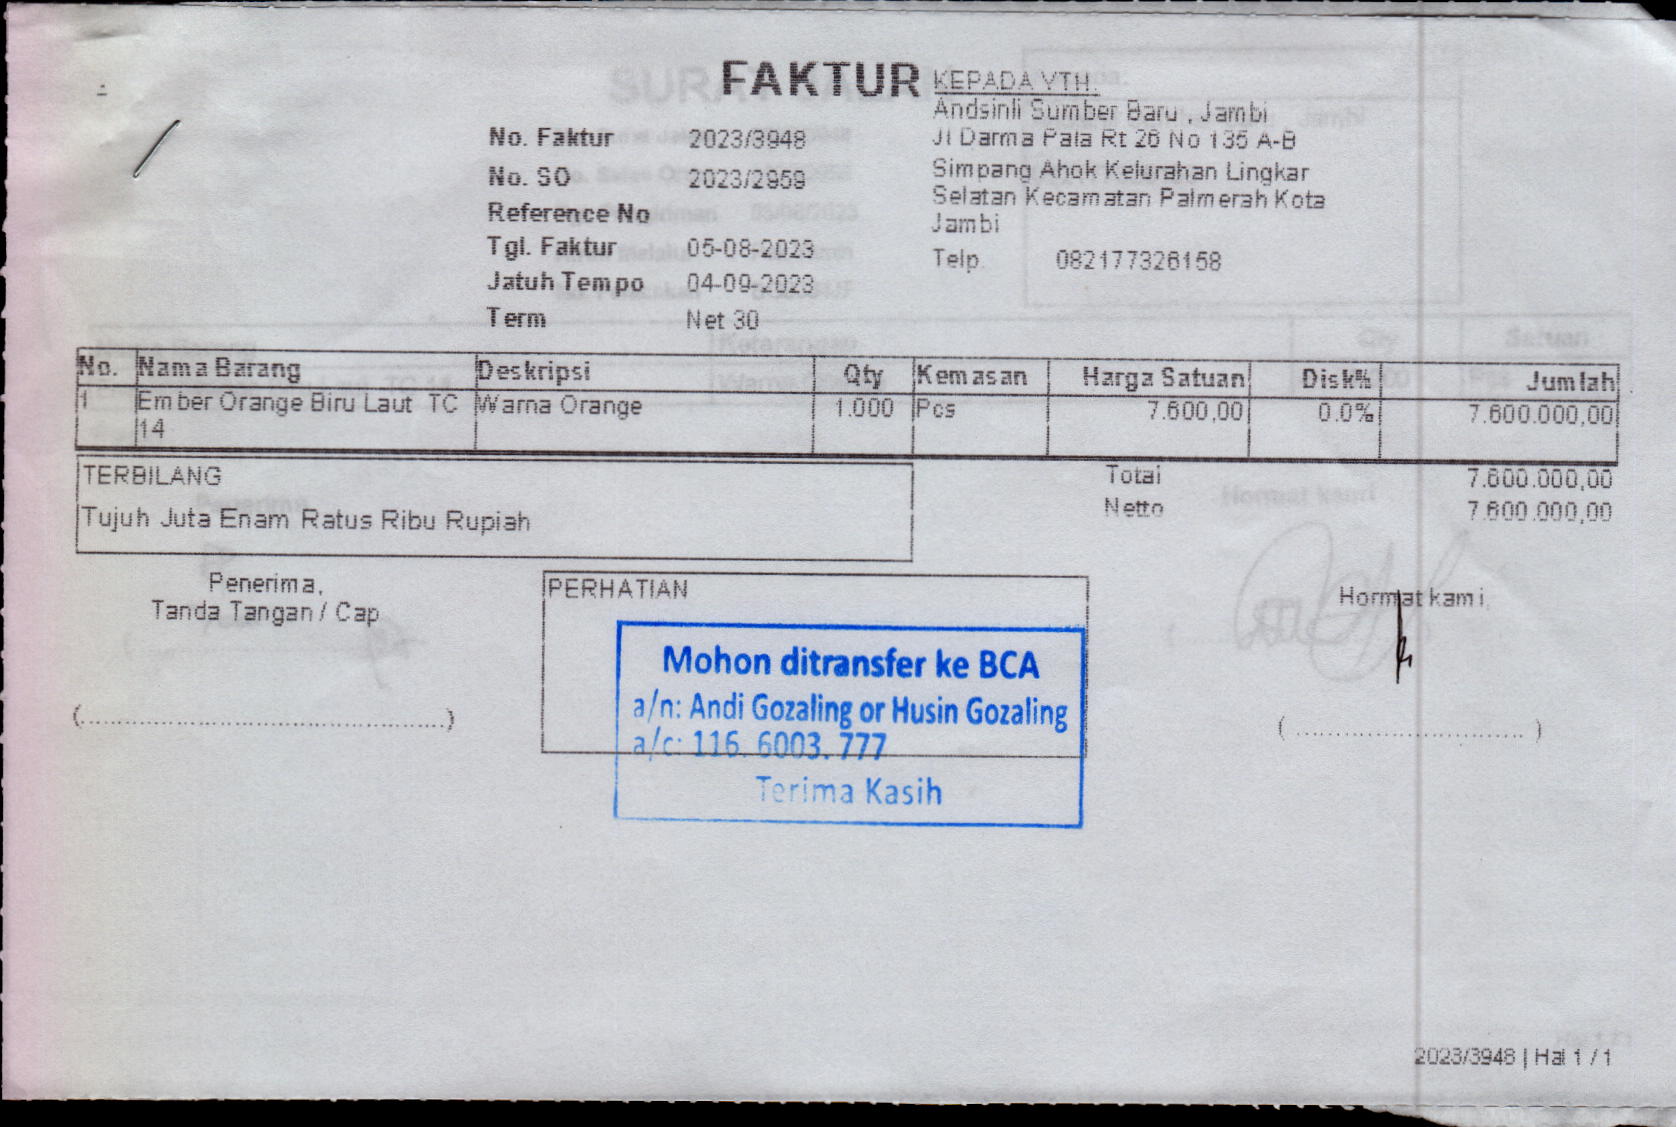 FAKTUR
No. Faktur 2023/3948
No. SO 2023/2959
Reference No
Tgl. Faktur 05-08-2023
Jatuh Tempo 04-09-2023
Term Net 30
KEPADA YTH.
Andsinli Sumber Baru , Jambi
Jl Darma Pala Rt 26 No 135 A-B
Simpang Ahok Kelurahan Lingkar
Selatan Kecamatan Palmerah Kota
Jambi
Telp 082177326158
No. Nama Barang Deskripsi Qty Kemasan Harga Satuan Disk% Jumlah
1 Ember Orange Biru Laut TC Warna Orange 1.000 Pcs 7.600,00 0.0% 7.600.000,00
14
TERBILANG
Tujuh Juta Enam Ratus Ribu Rupiah
Total 7.600.000,00
Netto 7.600.000,00
Penerima,
Tanda Tangan / Cap
PERHATIAN
Mohon ditransfer ke BCA
a/n: Andi Gozaling or Husin Gozaling
a/c: 116. 6003. 777
Terima Kasih
Hormat kami,
(................................................)
( .............................. )
2023/3948 | Hal 1 / 1